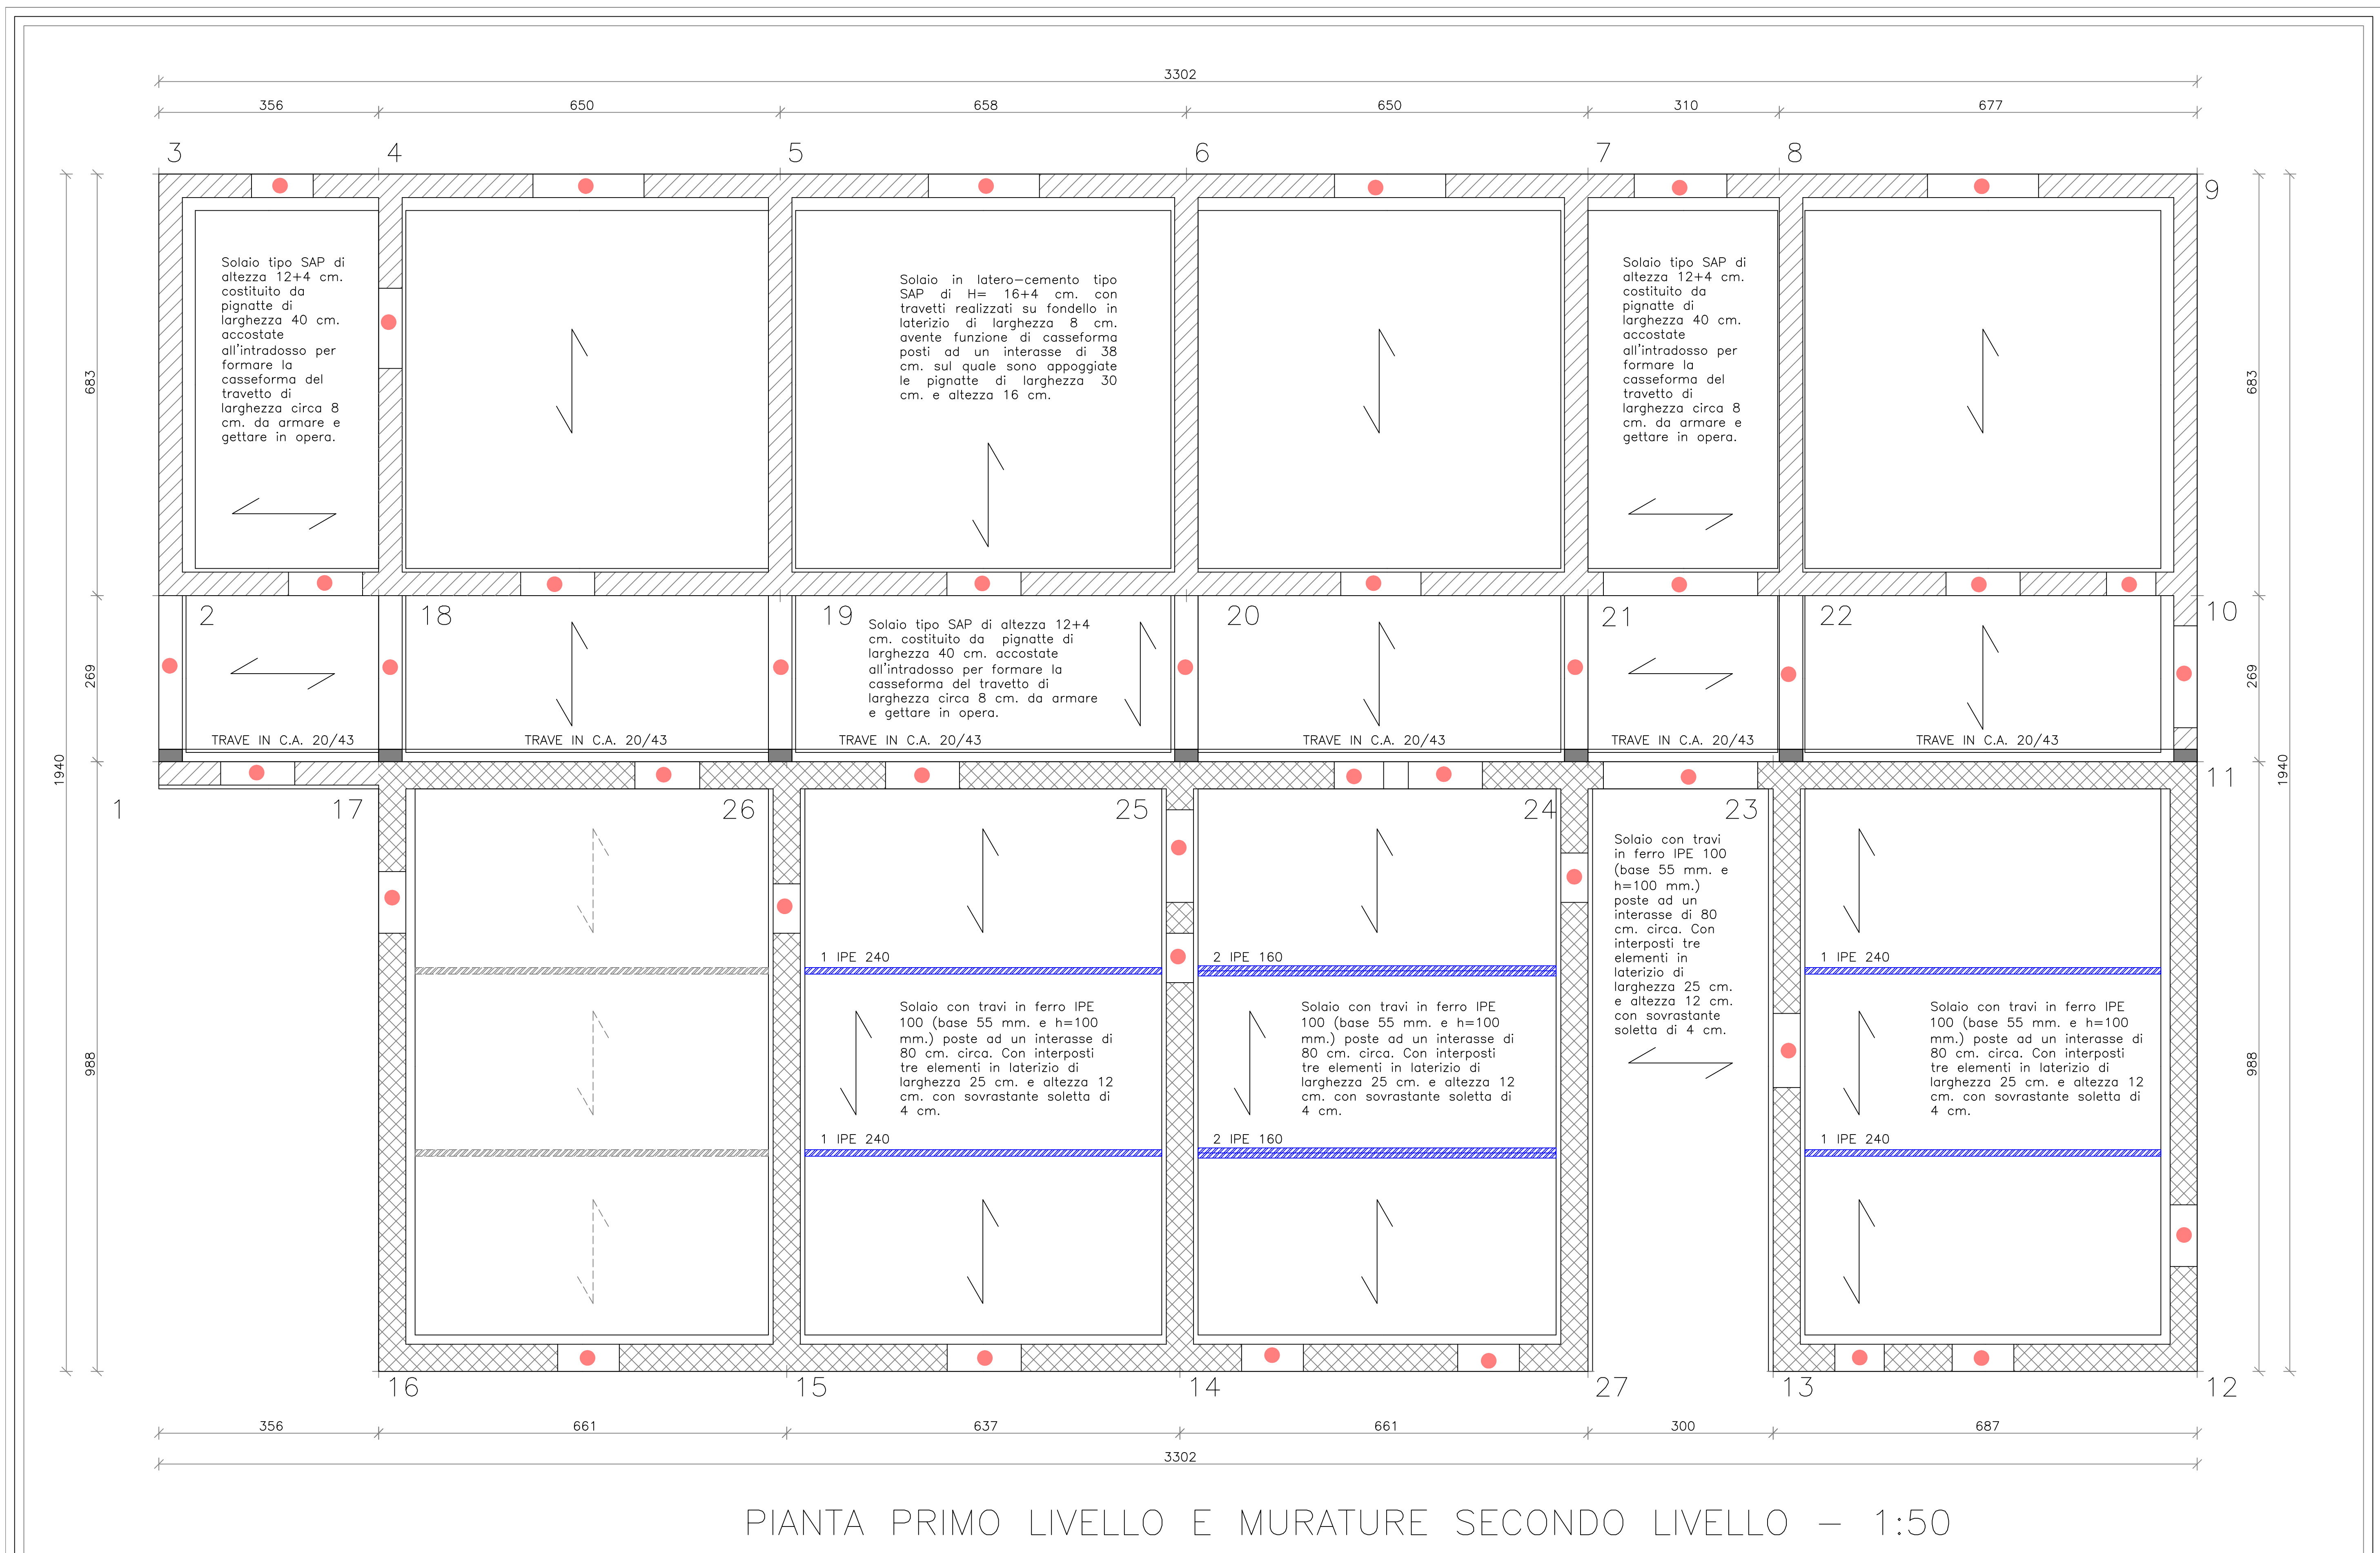 3302
356
650
658
650
310
677
3
4
5
6
7
8
9
Solaio tipo SAP di
altezza 12+4 cm.
costituito da
pignatte di
larghezza 40 cm.
accostate
all'intradosso per
formare la
casseforma del
travetto di
larghezza circa 8
cm. da armare e
gettare in opera.
Solaio in latero-cemento tipo
SAP di H= 16+4 cm. con
travetti realizzati su fondello in
laterizio di larghezza 8 cm.
avente funzione di casseforma
posti ad un interasse di 38
cm. sul quale sono appoggiate
le pignatte di larghezza 30
cm. e altezza 16 cm.
Solaio tipo SAP di
altezza 12+4 cm.
costituito da
pignatte di
larghezza 40 cm.
accostate
all'intradosso per
formare la
casseforma del
travetto di
larghezza circa 8
cm. da armare e
gettare in opera.
683
683
2
18
19
20
21
22
10
Solaio tipo SAP di altezza 12+4
cm. costituito da pignatte di
larghezza 40 cm. accostate
all'intradosso per formare la
casseforma del travetto di
larghezza circa 8 cm. da armare
e gettare in opera.
269
269
TRAVE IN C.A. 20/43
TRAVE IN C.A. 20/43
TRAVE IN C.A. 20/43
TRAVE IN C.A. 20/43
TRAVE IN C.A. 20/43
TRAVE IN C.A. 20/43
1940
1940
1
17
26
25
24
23
11
Solaio con travi
in ferro IPE 100
(base 55 mm. e
h=100 mm.)
poste ad un
interasse di 80
cm. circa. Con
interposti tre
elementi in
laterizio di
larghezza 25 cm.
e altezza 12 cm.
con sovrastante
soletta di 4 cm.
1 IPE 240
2 IPE 160
1 IPE 240
Solaio con travi in ferro IPE
100 (base 55 mm. e h=100
mm.) poste ad un interasse di
80 cm. circa. Con interposti
tre elementi in laterizio di
larghezza 25 cm. e altezza 12
cm. con sovrastante soletta di
4 cm.
Solaio con travi in ferro IPE
100 (base 55 mm. e h=100
mm.) poste ad un interasse di
80 cm. circa. Con interposti
tre elementi in laterizio di
larghezza 25 cm. e altezza 12
cm. con sovrastante soletta di
4 cm.
Solaio con travi in ferro IPE
100 (base 55 mm. e h=100
mm.) poste ad un interasse di
80 cm. circa. Con interposti
tre elementi in laterizio di
larghezza 25 cm. e altezza 12
cm. con sovrastante soletta di
4 cm.
988
988
1 IPE 240
2 IPE 160
1 IPE 240
16
15
14
27
13
12
356
661
637
661
300
687
3302
PIANTA PRIMO LIVELLO E MURATURE SECONDO LIVELLO – 1:50